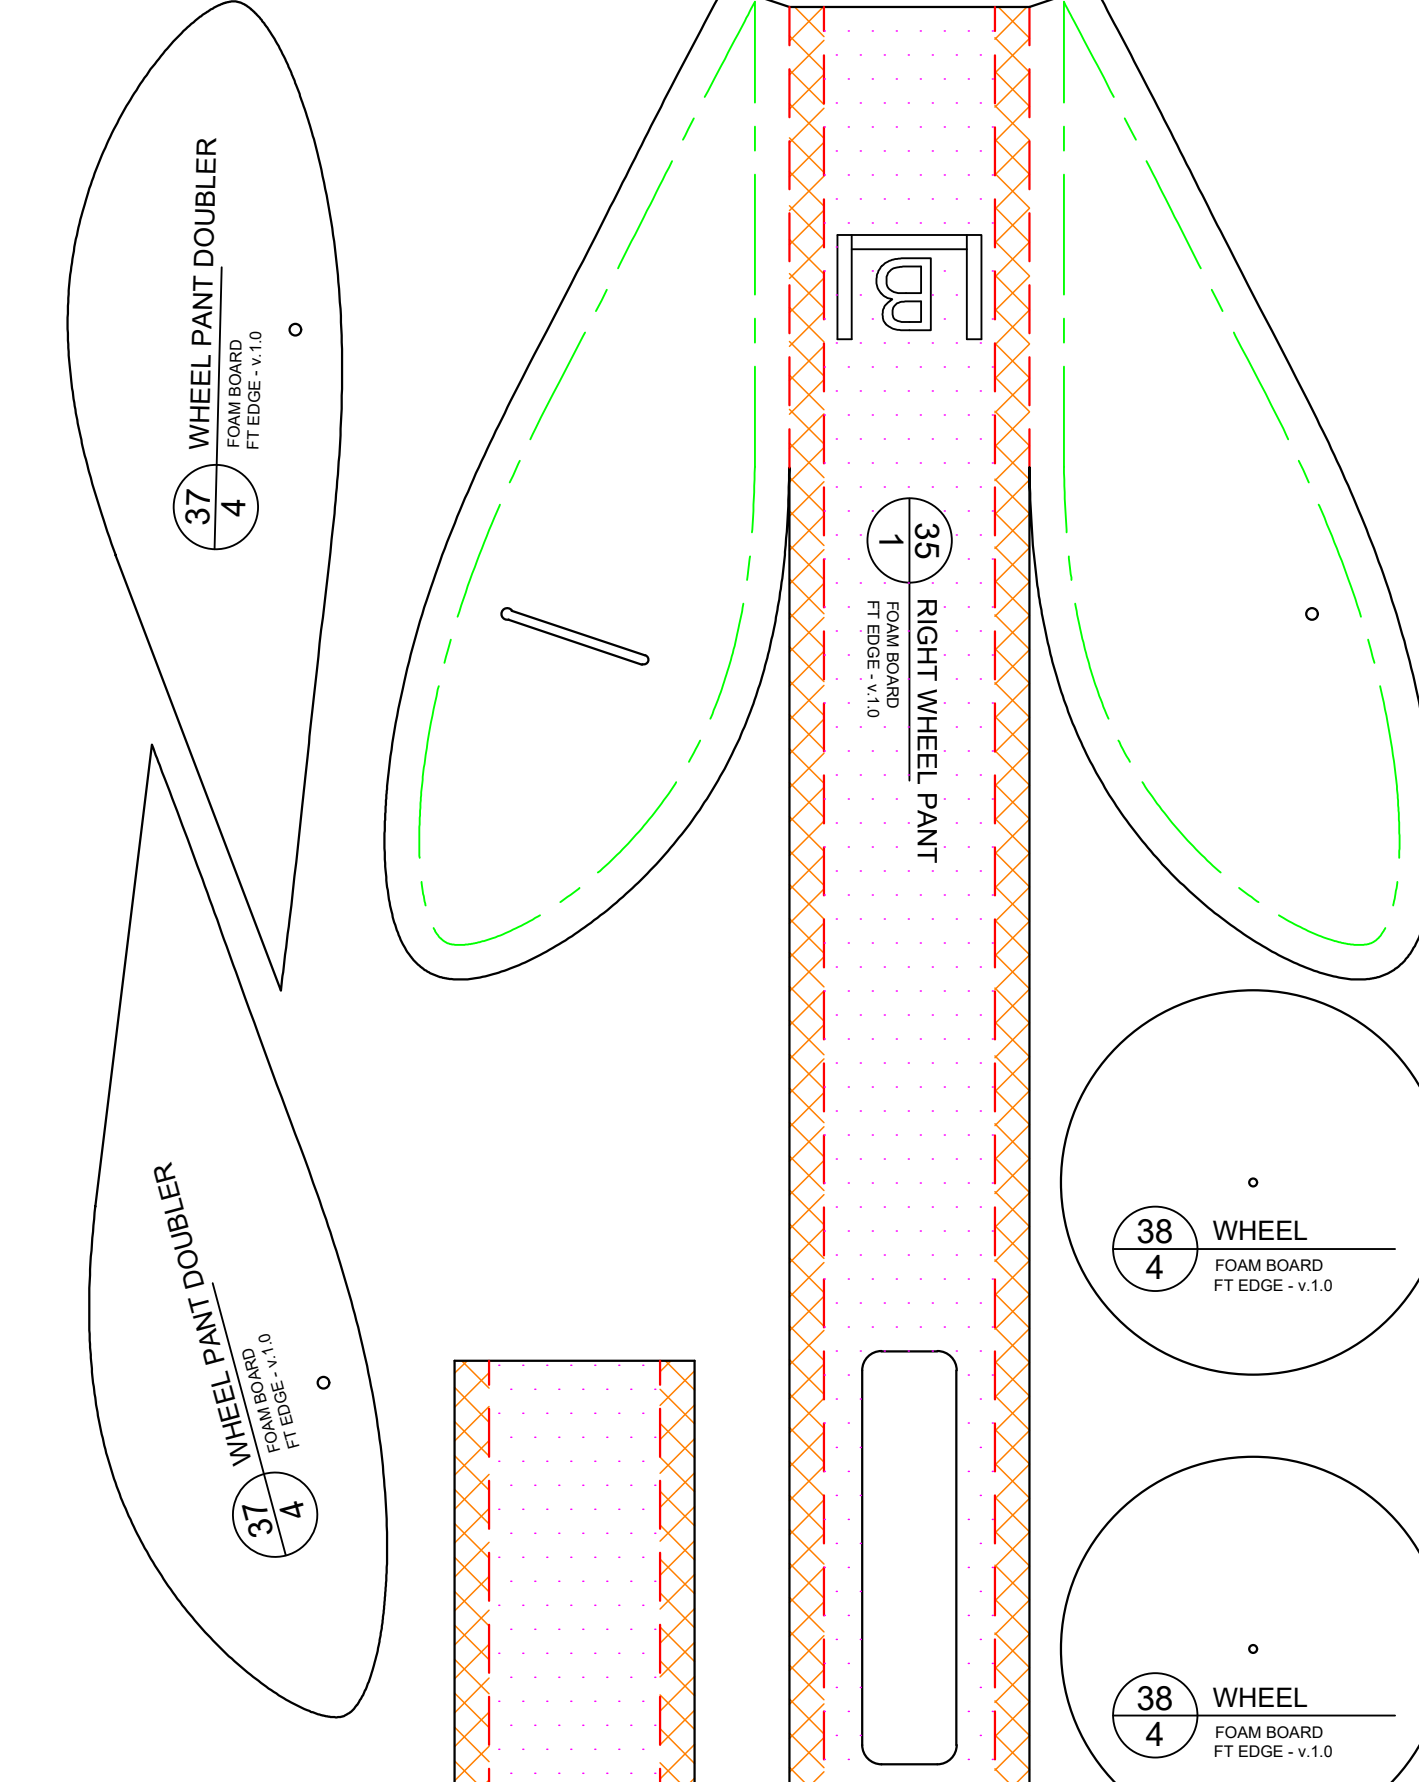 37
4
WHEEL PANT DOUBLER
FOAM BOARD
FT EDGE - v.1.0
B
35
1
RIGHT WHEEL PANT
FOAM BOARD
FT EDGE - v.1.0
37
4
WHEEL PANT DOUBLER
FOAM BOARD
FT EDGE - v.1.0
38
4
WHEEL
FOAM BOARD
FT EDGE - v.1.0
38
4
WHEEL
FOAM BOARD
FT EDGE - v.1.0